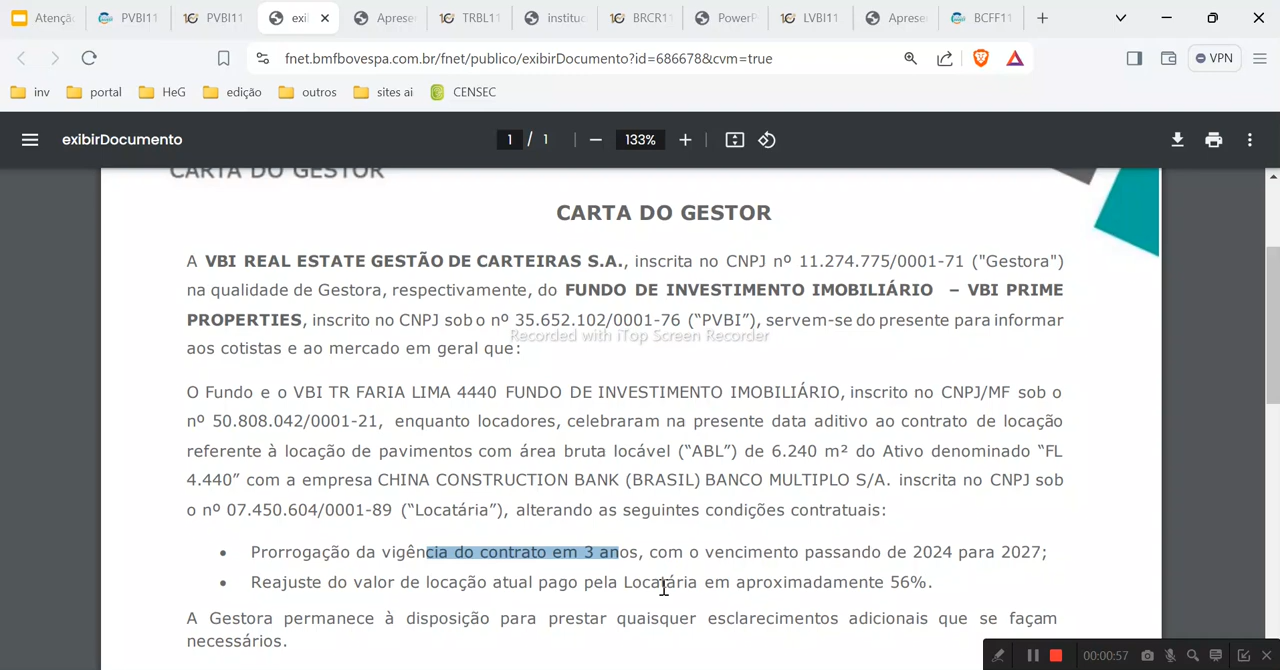 Atenç
PVBI11
PVBI11
exi
Aprese
TRBL11
instituc
BRCR1
PowerP
LVBI11
Aprese
BCFF11
fnet.bmfbovespa.com.br/fnet/publico/exibirDocumento?id=686678&cvm=true
VPN
inv
portal
HeG
edição
outros
sites ai
CENSEC
exibirDocumento
1 / 1
133%
CARTA DO GESTOR
CARTA DO GESTOR
A VBI REAL ESTATE GESTÃO DE CARTEIRAS S.A., inscrita no CNPJ nº 11.274.775/0001-71 ("Gestora")
na qualidade de Gestora, respectivamente, do FUNDO DE INVESTIMENTO IMOBILIÁRIO – VBI PRIME
PROPERTIES, inscrito no CNPJ sob o nº 35.652.102/0001-76 (“PVBI”), servem-se do presente para informar
Recorded with iTop Screen Recorder
aos cotistas e ao mercado em geral que:
O Fundo e o VBI TR FARIA LIMA 4440 FUNDO DE INVESTIMENTO IMOBILIÁRIO, inscrito no CNPJ/MF sob o
nº 50.808.042/0001-21, enquanto locadores, celebraram na presente data aditivo ao contrato de locação
referente à locação de pavimentos com área bruta locável (“ABL”) de 6.240 m² do Ativo denominado “FL
4.440” com a empresa CHINA CONSTRUCTION BANK (BRASIL) BANCO MULTIPLO S/A. inscrita no CNPJ sob
o nº 07.450.604/0001-89 (“Locatária”), alterando as seguintes condições contratuais:
• Prorrogação da vigência do contrato em 3 anos, com o vencimento passando de 2024 para 2027;
• Reajuste do valor de locação atual pago pela Locatária em aproximadamente 56%.
A Gestora permanece à disposição para prestar quaisquer esclarecimentos adicionais que se façam
necessários.
00:00:57